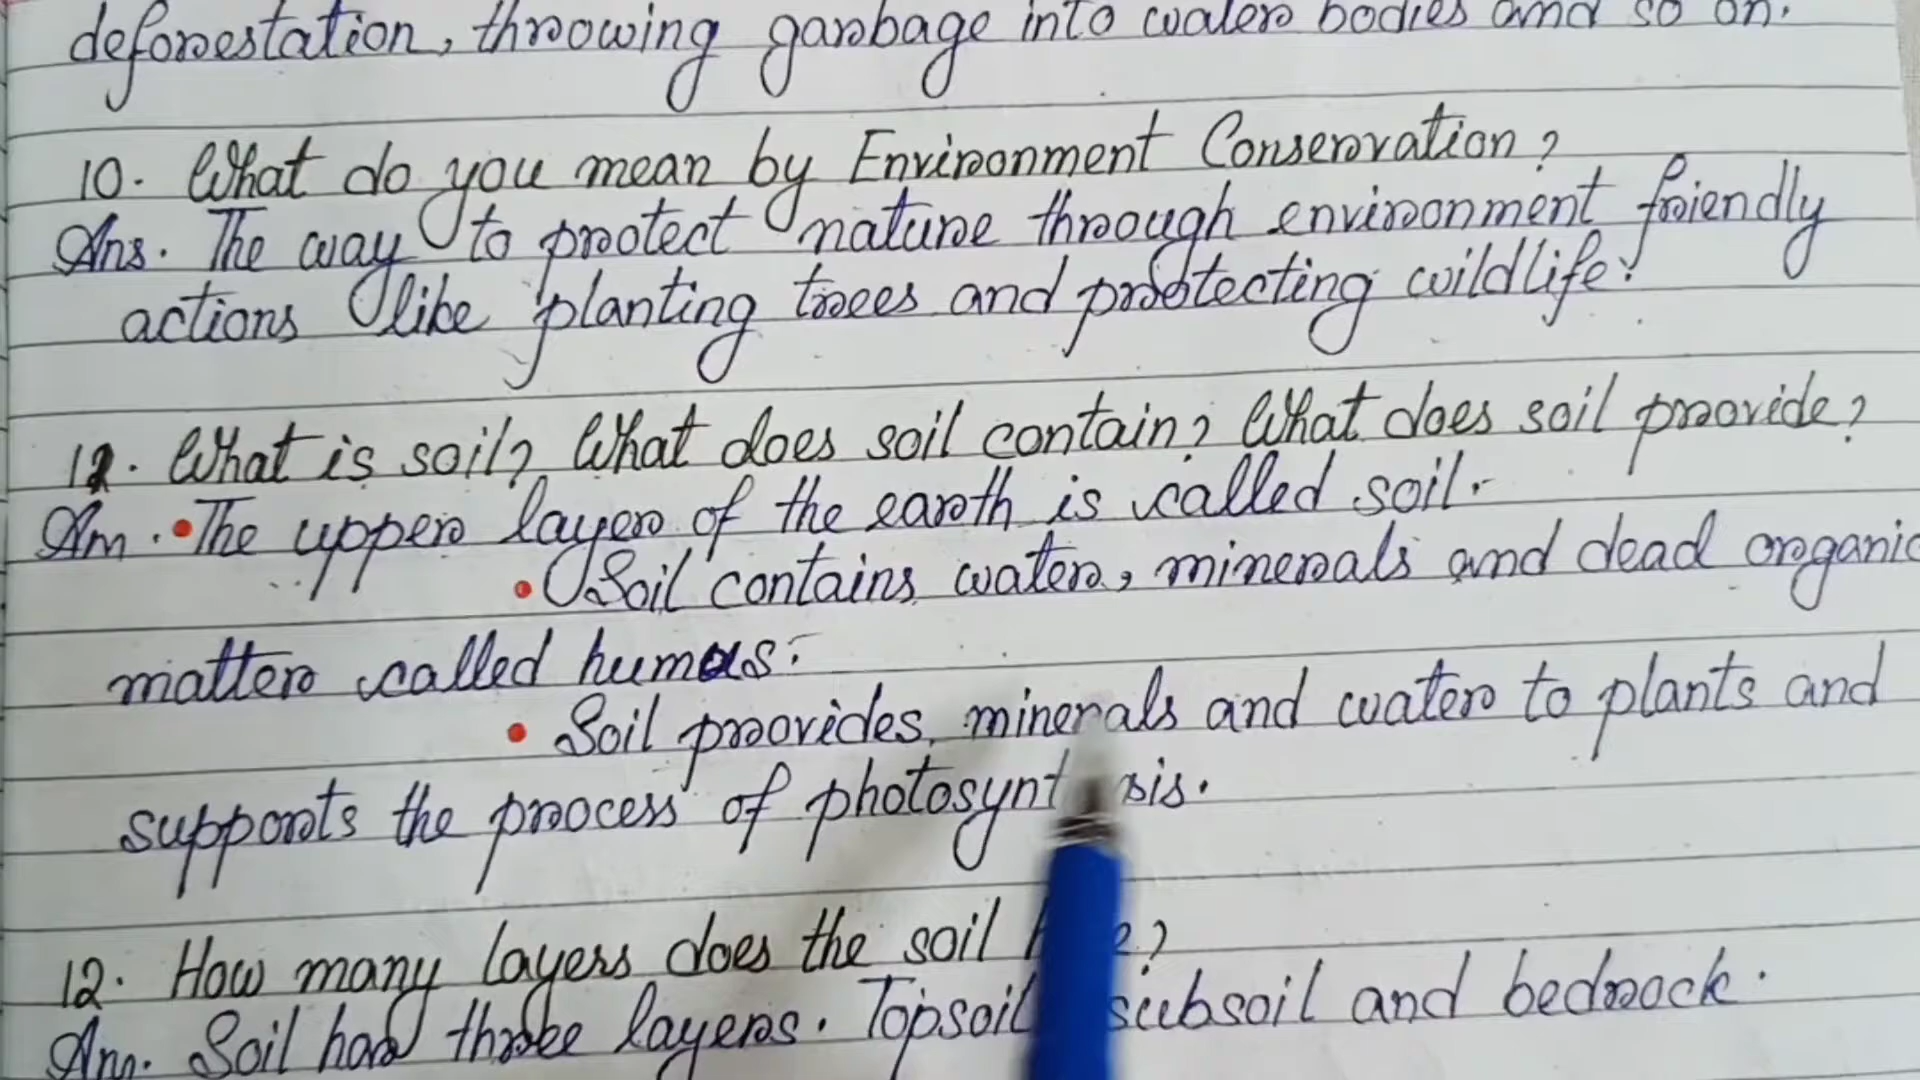 deforestation, throwing garbage into water bodies and so on.
10. What do you mean by Environment Conservation?
Ans. The way to protect nature through environment friendly
actions like planting trees and protecting wildlife.
12. What is soil? What does soil contain? What does soil provide?
Ans. • The upper layer of the earth is called soil.
• Soil contains water, minerals and dead organic
matter called humus.
• Soil provides minerals and water to plants and
supports the process of photosynthesis.
12. How many layers does the soil
Ans. Soil has three layers. Topsoil subsoil and bedrock.